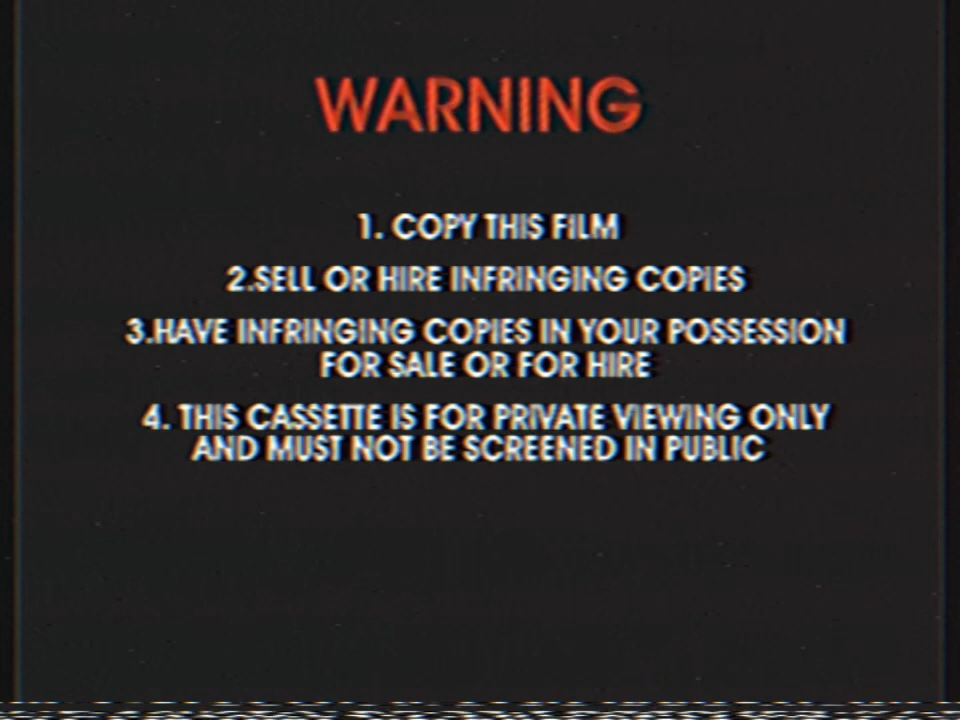 WARNING
1. COPY THIS FILM
2.SELL OR HIRE INFRINGING COPIES
3.HAVE INFRINGING COPIES IN YOUR POSSESSION
FOR SALE OR FOR HIRE
4. THIS CASSETTE IS FOR PRIVATE VIEWING ONLY
AND MUST NOT BE SCREENED IN PUBLIC